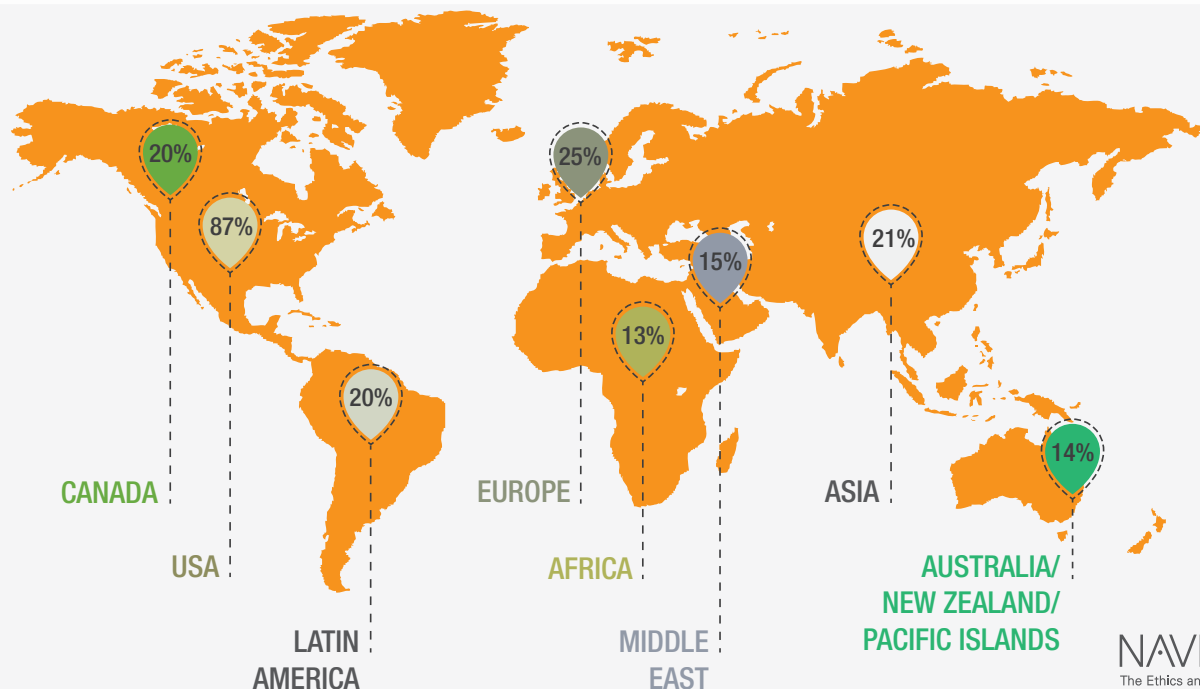 20%
87%
20%
25%
13%
15%
21%
14%
CANADA
USA
LATIN
AMERICA
EUROPE
AFRICA
MIDDLE
EAST
ASIA
AUSTRALIA/
NEW ZEALAND/
PACIFIC ISLANDS
The Ethics